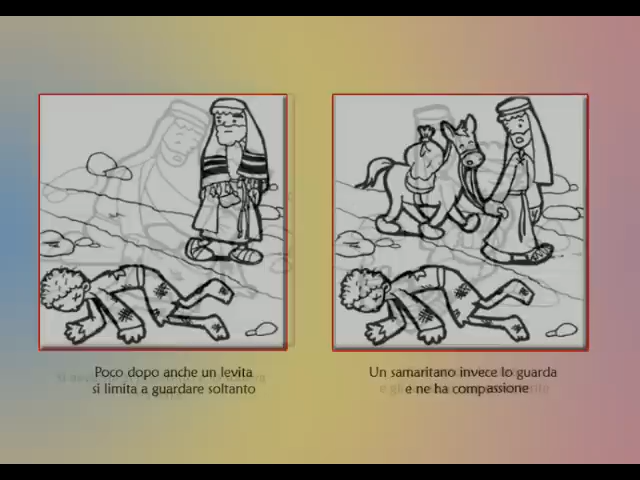 Poco dopo anche un levita
si limita a guardare soltanto
Un samaritano invece lo guarda
e ne ha compassione